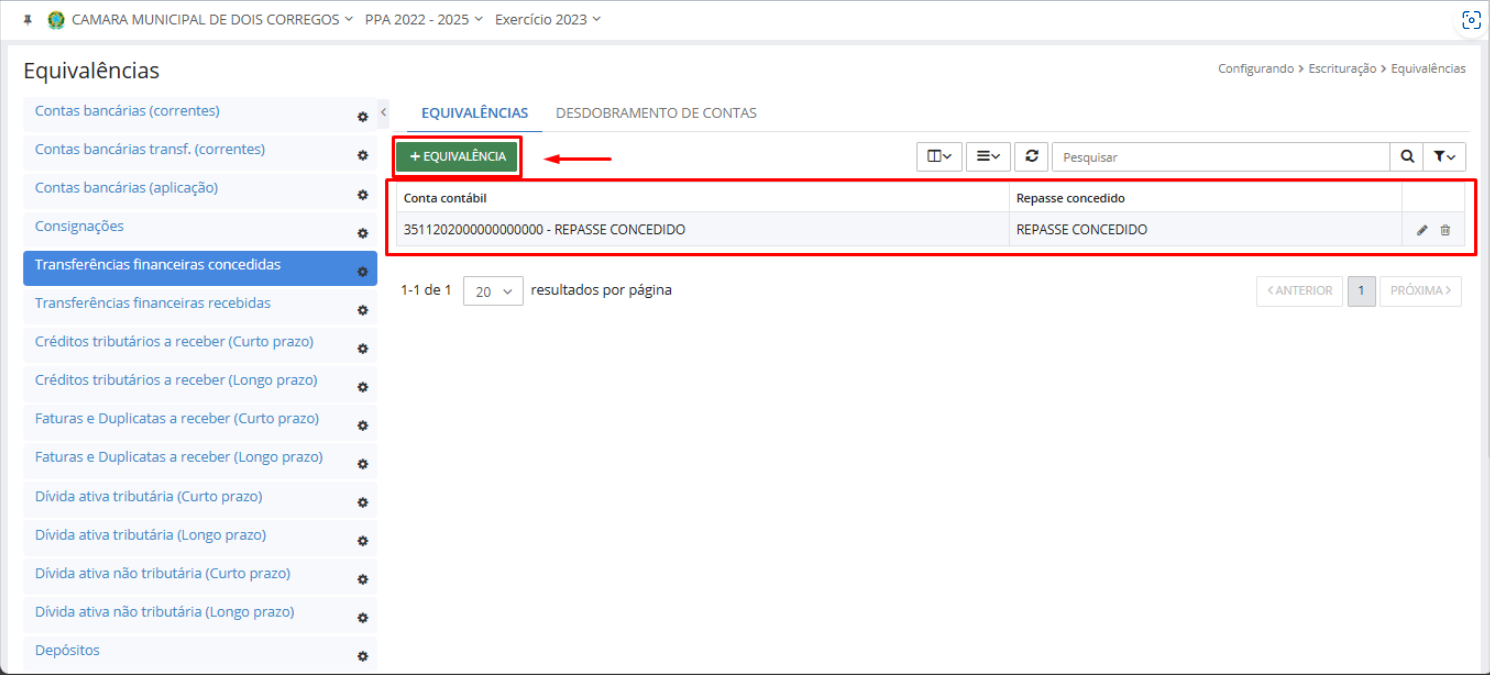 CAMARA MUNICIPAL DE DOIS CORREGOS PPA 2022 - 2025 Exercício 2023
Equivalências
Configurando > Escrituração > Equivalências
Contas bancárias (correntes)
Contas bancárias transf. (correntes)
Contas bancárias (aplicação)
Consignações
Transferências financeiras concedidas
Transferências financeiras recebidas
Créditos tributários a receber (Curto prazo)
Créditos tributários a receber (Longo prazo)
Faturas e Duplicatas a receber (Curto prazo)
Faturas e Duplicatas a receber (Longo prazo)
Dívida ativa tributária (Curto prazo)
Dívida ativa tributária (Longo prazo)
Dívida ativa não tributária (Curto prazo)
Dívida ativa não tributária (Longo prazo)
Depósitos
EQUIVALÊNCIAS DESDOBRAMENTO DE CONTAS
+ EQUIVALÊNCIA
Pesquisar
Conta contábil Repasse concedido
3511202000000000000 - REPASSE CONCEDIDO REPASSE CONCEDIDO
1-1 de 1 20 resultados por página
< ANTERIOR 1 PRÓXIMA >